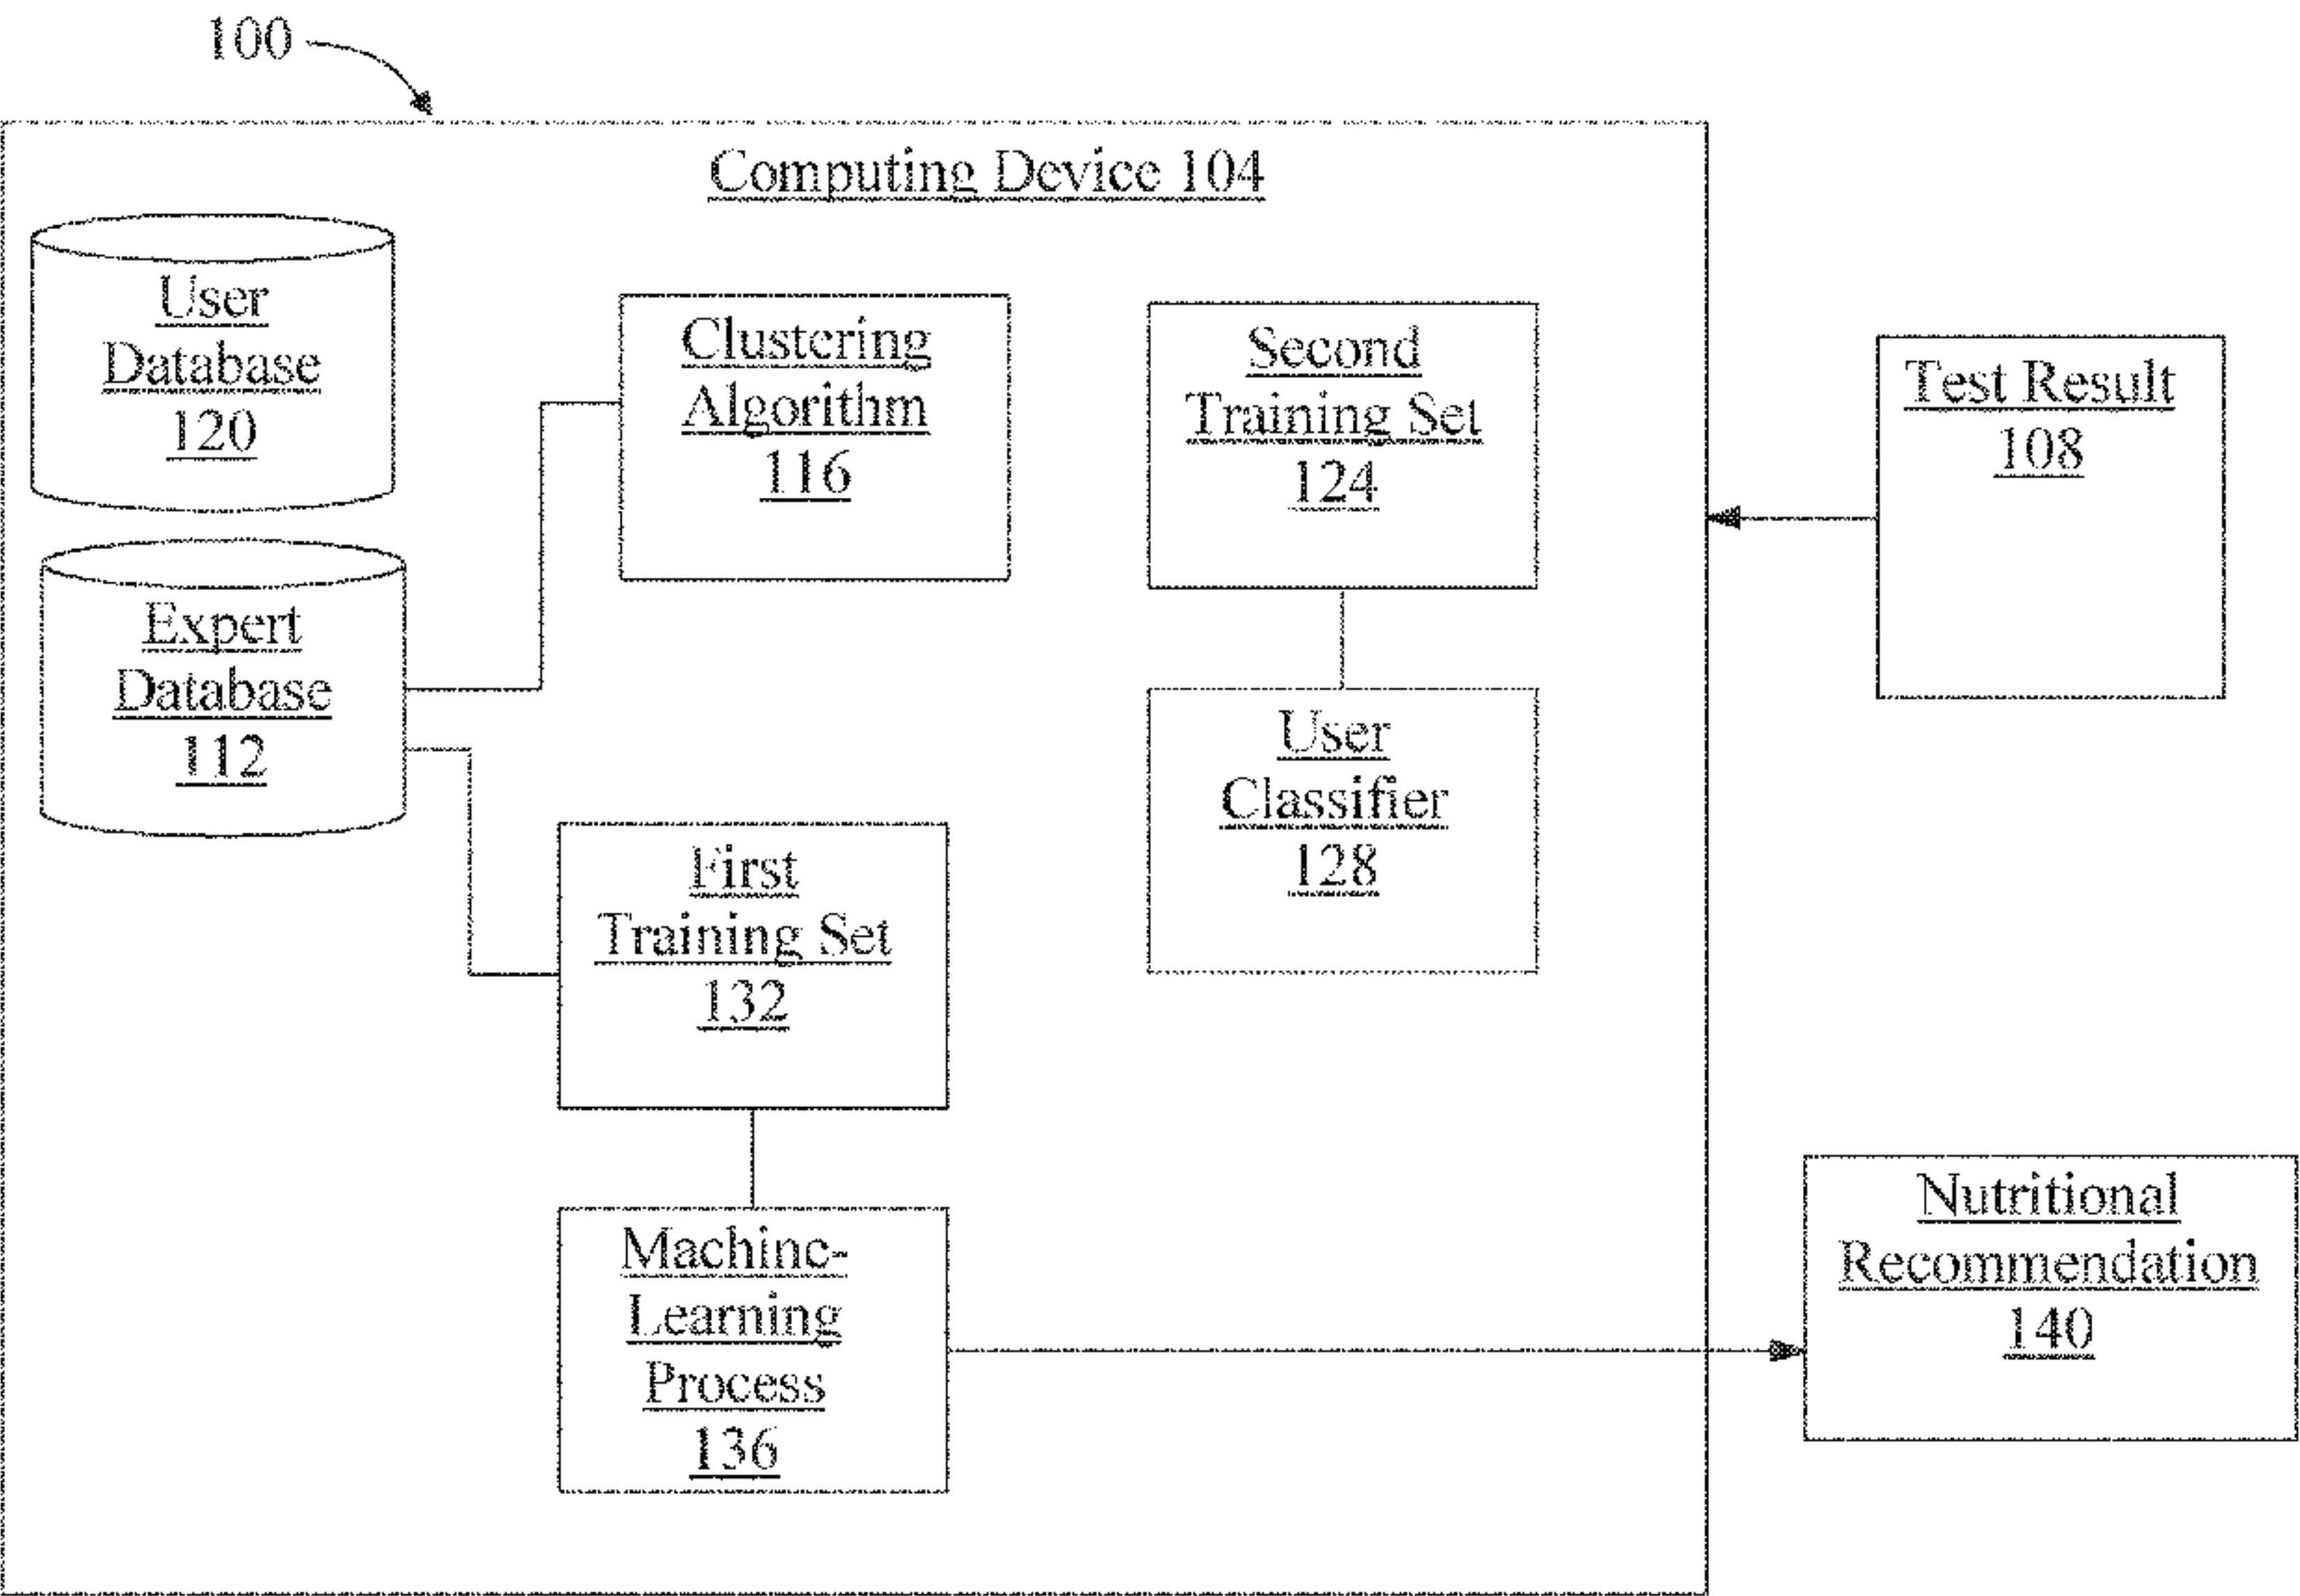 100
Computing Device 104
User
Database
120
Expert
Database
112
Clustering
Algorithm
116
Second
Training Set
124
User
Classifier
128
First
Training Set
132
Machine-
Learning
Process
136
Test Result
108
Nutritional
Recommendation
140